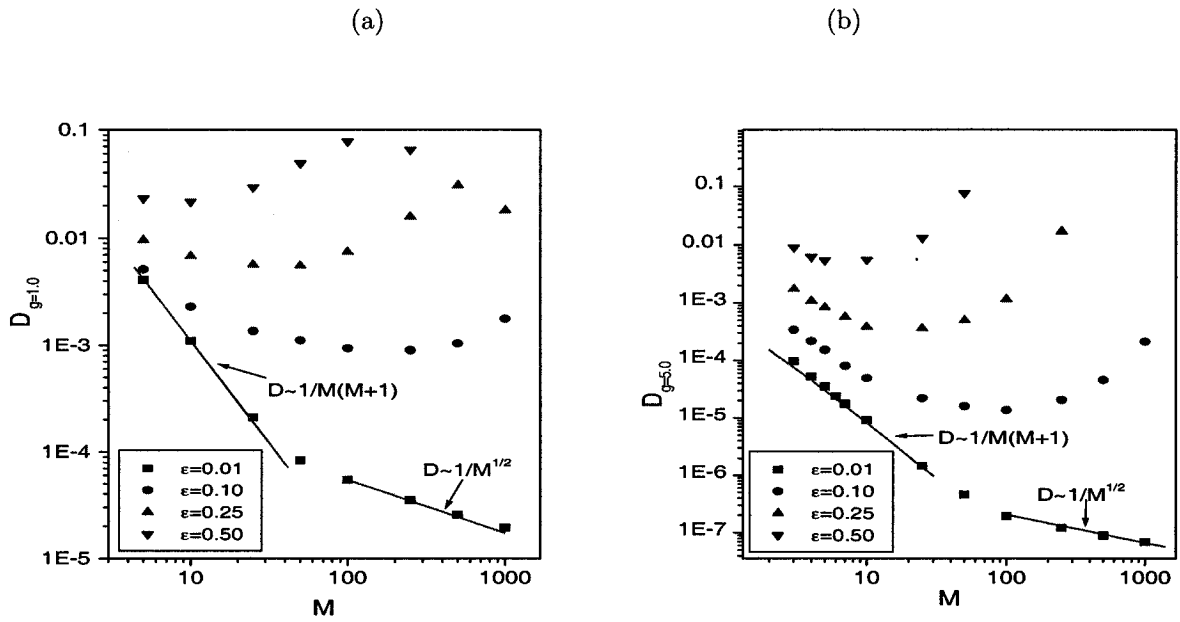 (a)
(b)
0.1
0.01
1E-3
1E-4
1E-5
D_{g=1.0}
10
100
1000
M
D~1/M(M+1)
D~1/M^{1/2}
■ ε=0.01
● ε=0.10
▲ ε=0.25
▼ ε=0.50
0.1
0.01
1E-3
1E-4
1E-5
1E-6
1E-7
D_{g=5.0}
10
100
1000
M
D~1/M(M+1)
D~1/M^{1/2}
■ ε=0.01
● ε=0.10
▲ ε=0.25
▼ ε=0.50